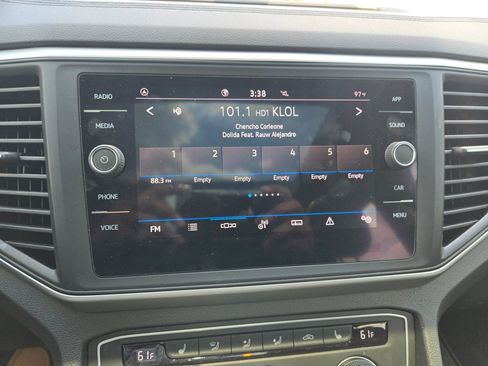 RADIO
MEDIA
PHONE
VOICE
3:38
97°F
101.1 HD1 KLOL
Chencho Corleone
Dolida Feat. Rauw Alejandro
1 2 3 4 5 6
88.3 FM Empty Empty Empty Empty Empty
FM
APP
SOUND
CAR
MENU
61F
61F